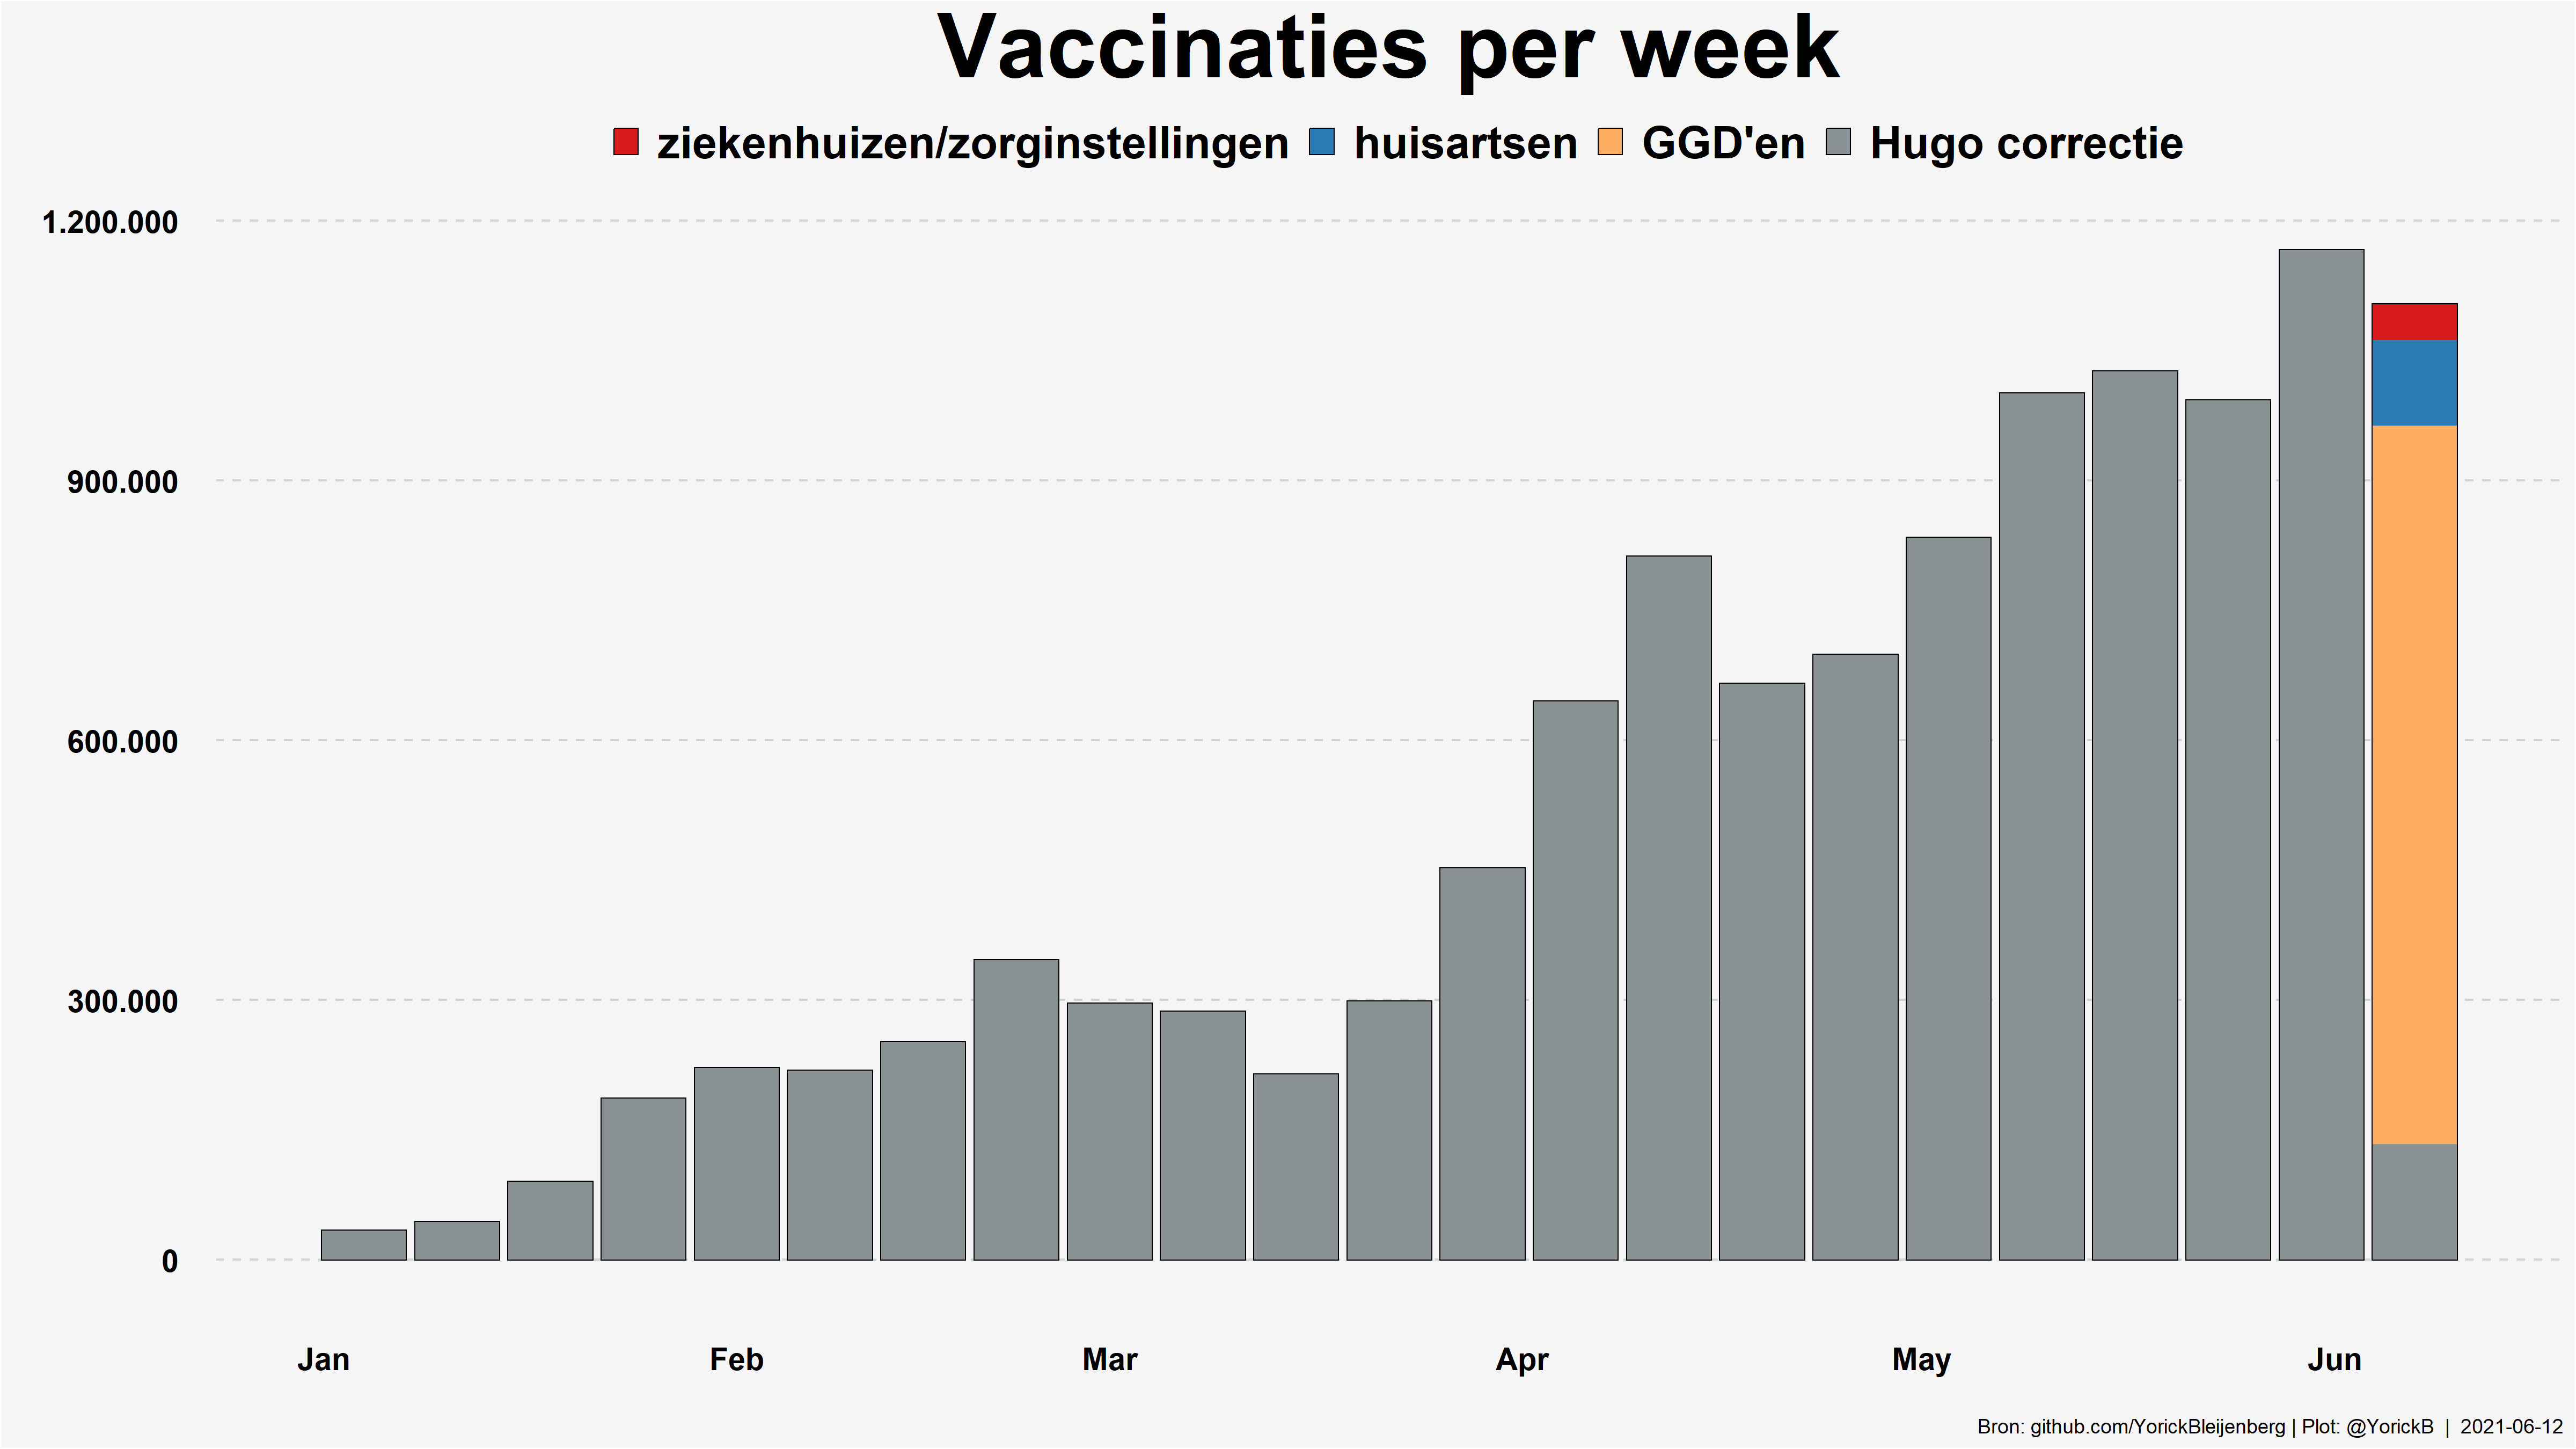 Vaccinaties per week
ziekenhuizen/zorginstellingen huisartsen GGD'en Hugo correctie
1.200.000
900.000
600.000
300.000
0
Jan Feb Mar Apr May Jun
Bron: github.com/YorickBleijenberg | Plot: @YorickB | 2021-06-12